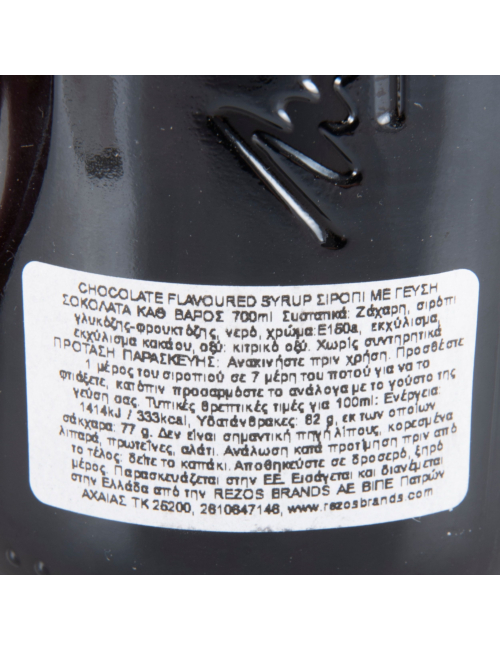 CHOCOLATE FLAVOURED SYRUP ΣΙΡΟΠΙ ΜΕ ΓΕΥΣΗ
ΣΟΚΟΛΑΤΑ ΚΑΘ ΒΑΡΟΣ 700ml Συστατικά: Ζάχαρη, σιρόπι
γλυκόζης-φρουκτόζης, νερό, χρώμα:E150a, εκχύλισμα,
εκχύλισμα κακάου, οξύ: κιτρικό οξύ. Χωρίς συντηρητικά
ΠΡΟΤΑΣΗ ΠΑΡΑΣΚΕΥΗΣ: Ανακινήστε πριν χρήση. Προσθέστε
1 μέρος του σιροπιού σε 7 μέρη του ποτού για να το
φτιάξετε, κατόπιν προσαρμόστε το ανάλογα με το γούστο της
γεύση σας. Τυπικές θρεπτικές τιμές για 100ml: Ενέργεια:
1414kJ / 333kcal, Υδατάνθρακες: 82 g, εκ των οποίων
σάκχαρα: 77 g. Δεν είναι σημαντική πηγή λίπους, κορεσμένα
λιπαρά, πρωτεΐνες, αλάτι. Ανάλωση κατά προτίμηση πριν από
το τέλος: δείτε το καπάκι. Αποθηκεύστε σε δροσερό, ξηρό
μέρος. Παρασκευάζεται στην ΕΕ. Εισάγεται και διανέμεται
στην Ελλάδα από την REZOS BRANDS ΑΕ ΒΙΠΕ Πατρών
ΑΧΑΙΑΣ ΤΚ 25200, 2610647146, www.rezosbrands.com